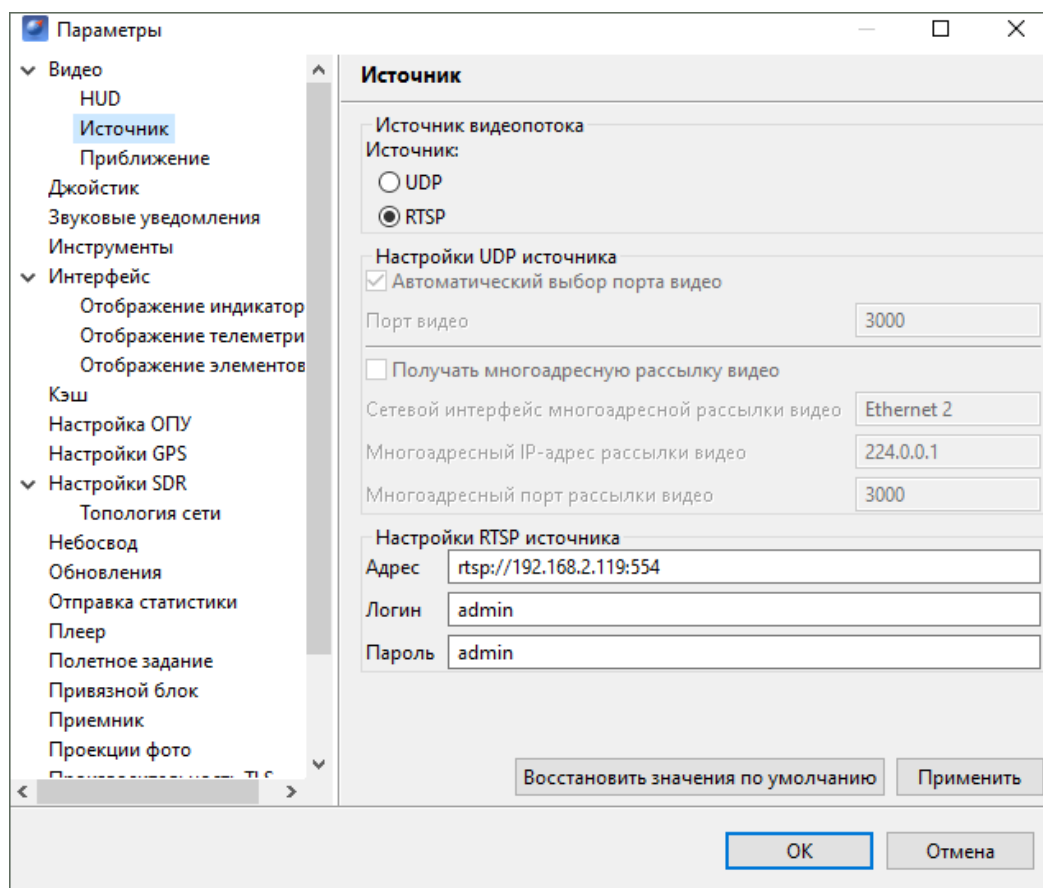 Параметры
Видео
HUD
Источник
Приближение
Джойстик
Звуковые уведомления
Инструменты
Интерфейс
Отображение индикатор
Отображение телеметри
Отображение элементов
Кэш
Настройка ОПУ
Настройки GPS
Настройки SDR
Топология сети
Небосвод
Обновления
Отправка статистики
Плеер
Полетное задание
Привязной блок
Приемник
Проекции фото
Источник
Источник видеопотока
Источник:
UDP
RTSP
Настройки UDP источника
Автоматический выбор порта видео
Порт видео 3000
Получать многоадресную рассылку видео
Сетевой интерфейс многоадресной рассылки видео Ethernet 2
Многоадресный IP-адрес рассылки видео 224.0.0.1
Многоадресный порт рассылки видео 3000
Настройки RTSP источника
Адрес rtsp://192.168.2.119:554
Логин admin
Пароль admin
Восстановить значения по умолчанию Применить
OK Отмена